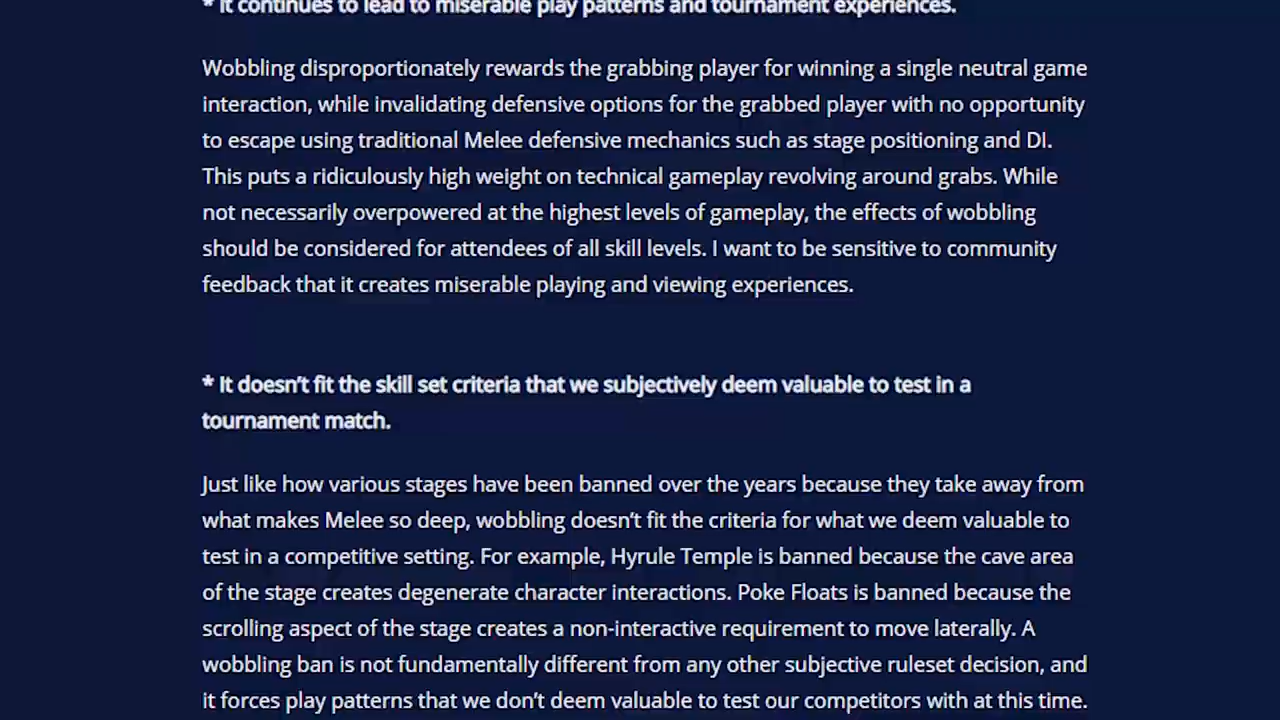 * It continues to lead to miserable play patterns and tournament experiences.
Wobbling disproportionately rewards the grabbing player for winning a single neutral game
interaction, while invalidating defensive options for the grabbed player with no opportunity
to escape using traditional Melee defensive mechanics such as stage positioning and DI.
This puts a ridiculously high weight on technical gameplay revolving around grabs. While
not necessarily overpowered at the highest levels of gameplay, the effects of wobbling
should be considered for attendees of all skill levels. I want to be sensitive to community
feedback that it creates miserable playing and viewing experiences.
* It doesn’t fit the skill set criteria that we subjectively deem valuable to test in a
tournament match.
Just like how various stages have been banned over the years because they take away from
what makes Melee so deep, wobbling doesn’t fit the criteria for what we deem valuable to
test in a competitive setting. For example, Hyrule Temple is banned because the cave area
of the stage creates degenerate character interactions. Poke Floats is banned because the
scrolling aspect of the stage creates a non-interactive requirement to move laterally. A
wobbling ban is not fundamentally different from any other subjective ruleset decision, and
it forces play patterns that we don’t deem valuable to test our competitors with at this time.